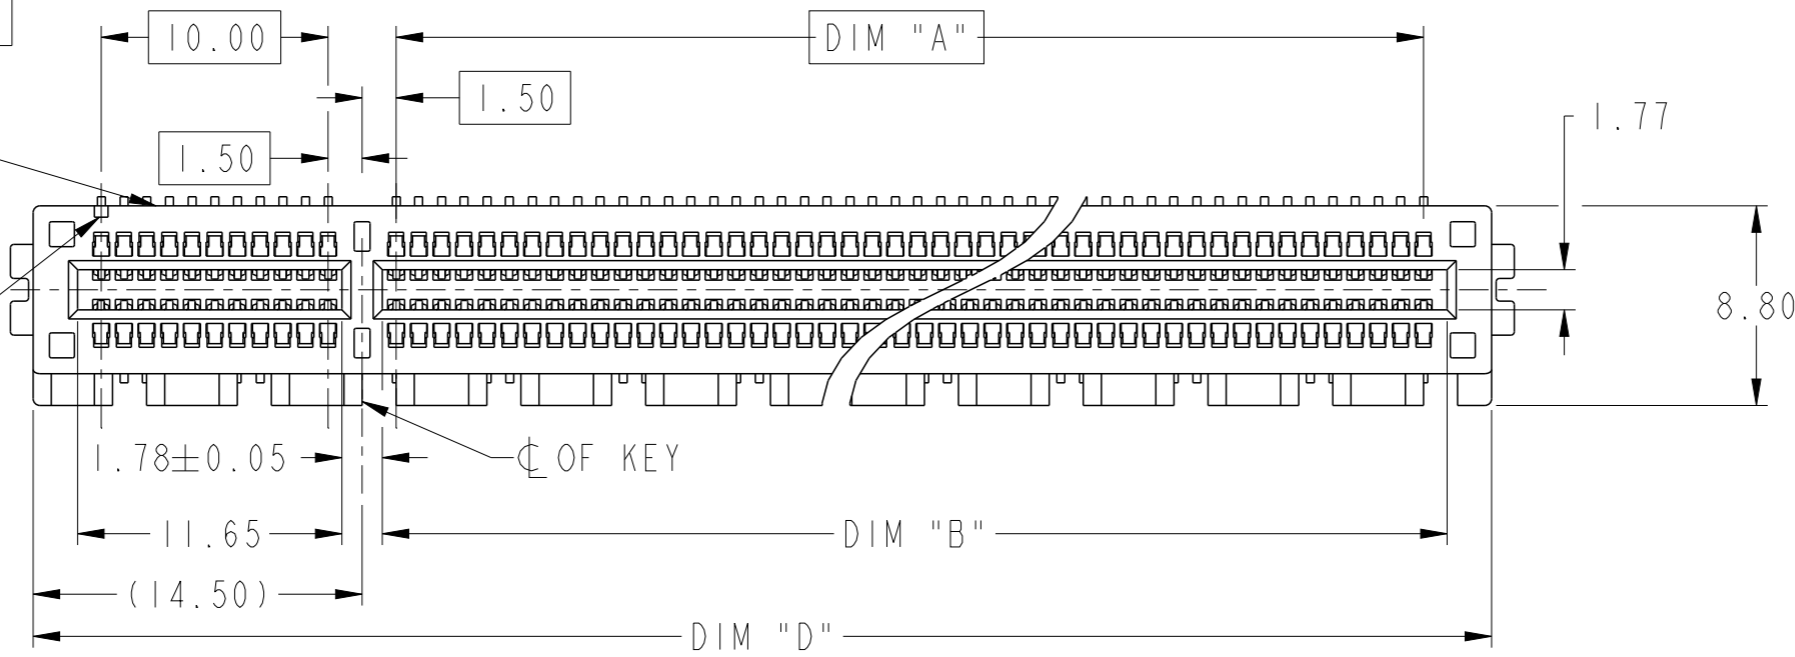 10.00
DIM "A"
1.50
1.50
1.77
8.80
1.78±0.05
℄ OF KEY
11.65
DIM "B"
(14.50)
DIM "D"